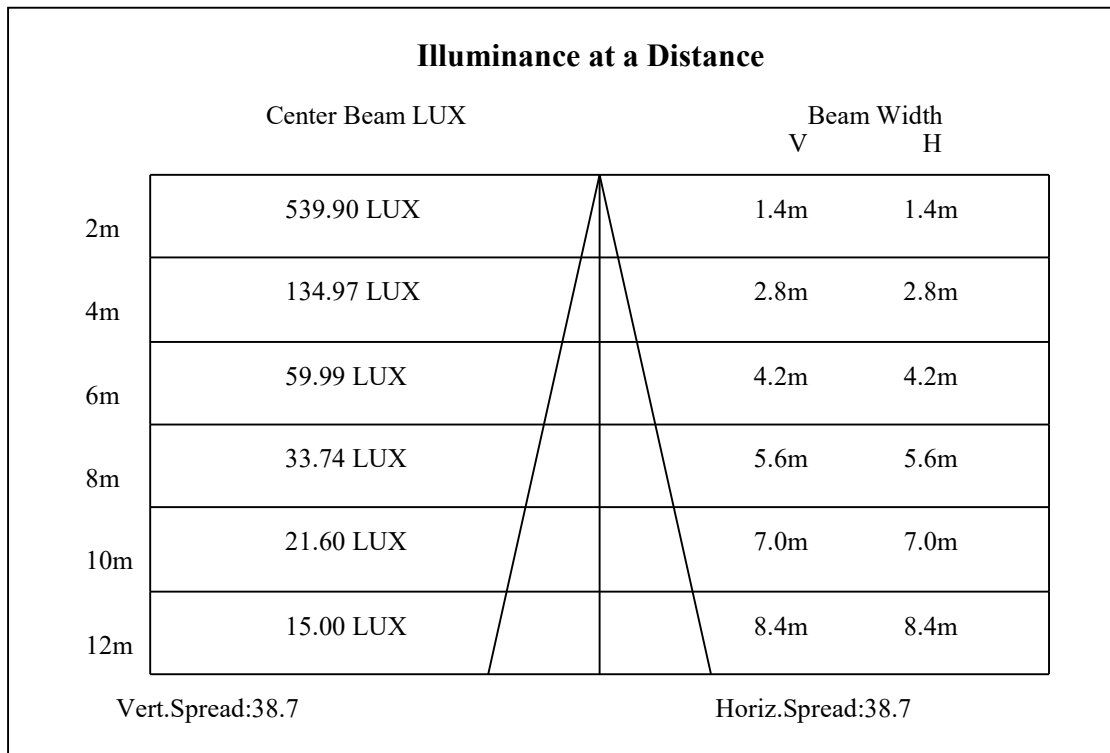 Illuminance at a Distance
Center Beam LUX Beam Width
V H
2m 539.90 LUX 1.4m 1.4m
4m 134.97 LUX 2.8m 2.8m
6m 59.99 LUX 4.2m 4.2m
8m 33.74 LUX 5.6m 5.6m
10m 21.60 LUX 7.0m 7.0m
12m 15.00 LUX 8.4m 8.4m
Vert.Spread:38.7 Horiz.Spread:38.7